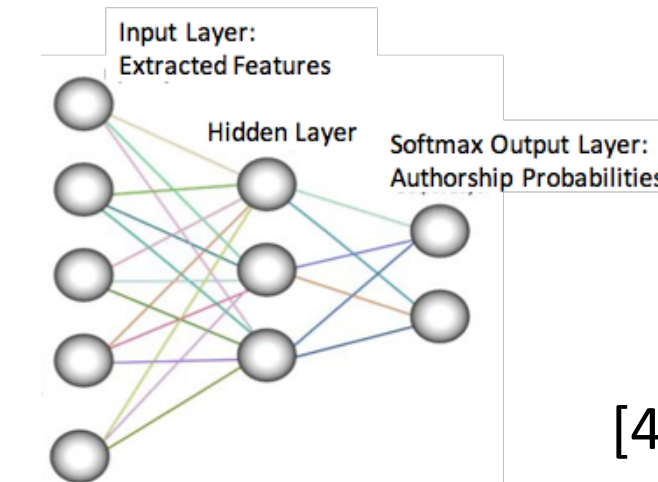 Input Layer:
Extracted Features
Hidden Layer
Softmax Output Layer:
Authorship Probabilities
[4